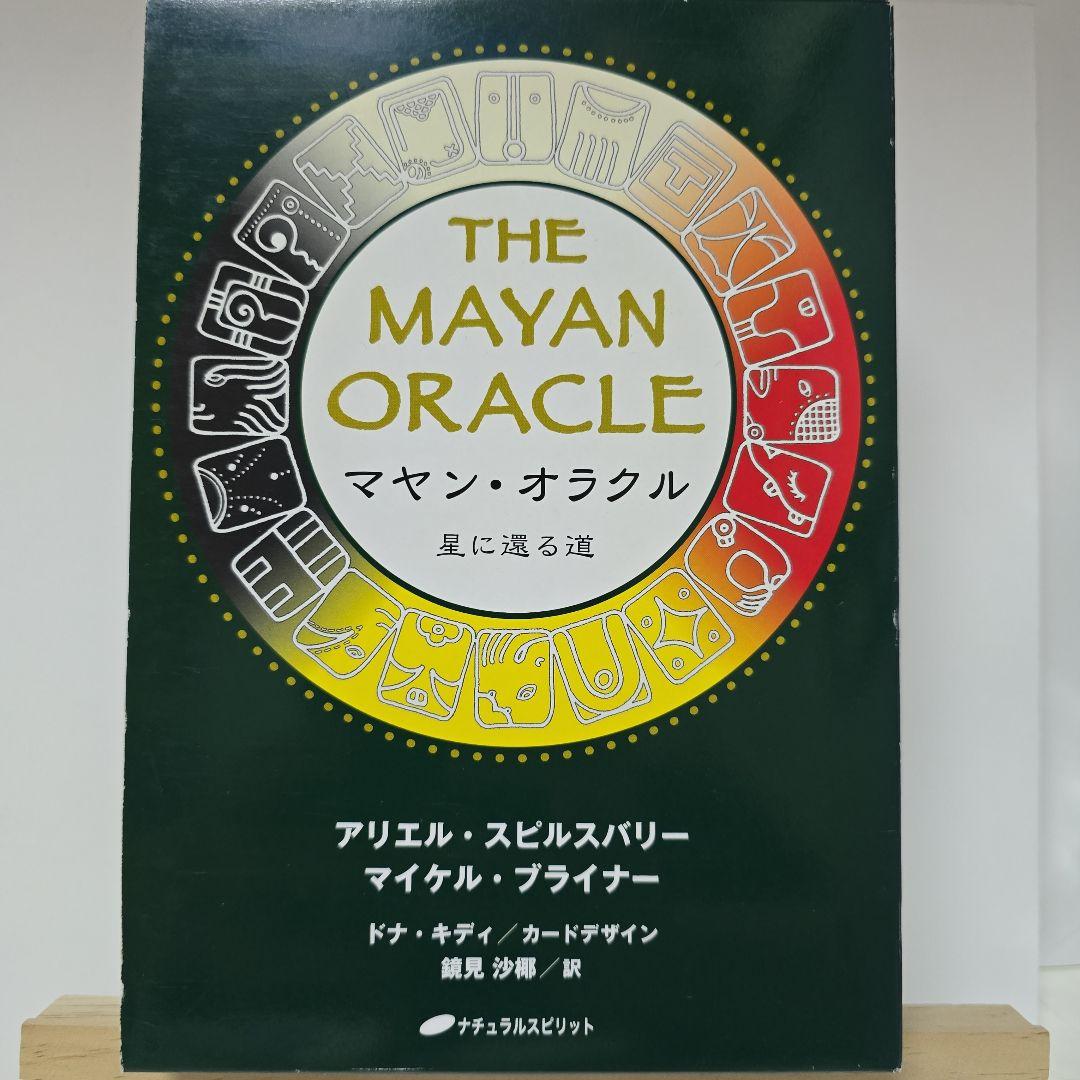 THE
MAYAN
ORACLE
マヤン・オラクル
星に還る道
アリエル・スピルスバリー
マイケル・ブライナー
ドナ・キディ／カードデザイン
鏡見 沙椰／訳
ナチュラルスピリット